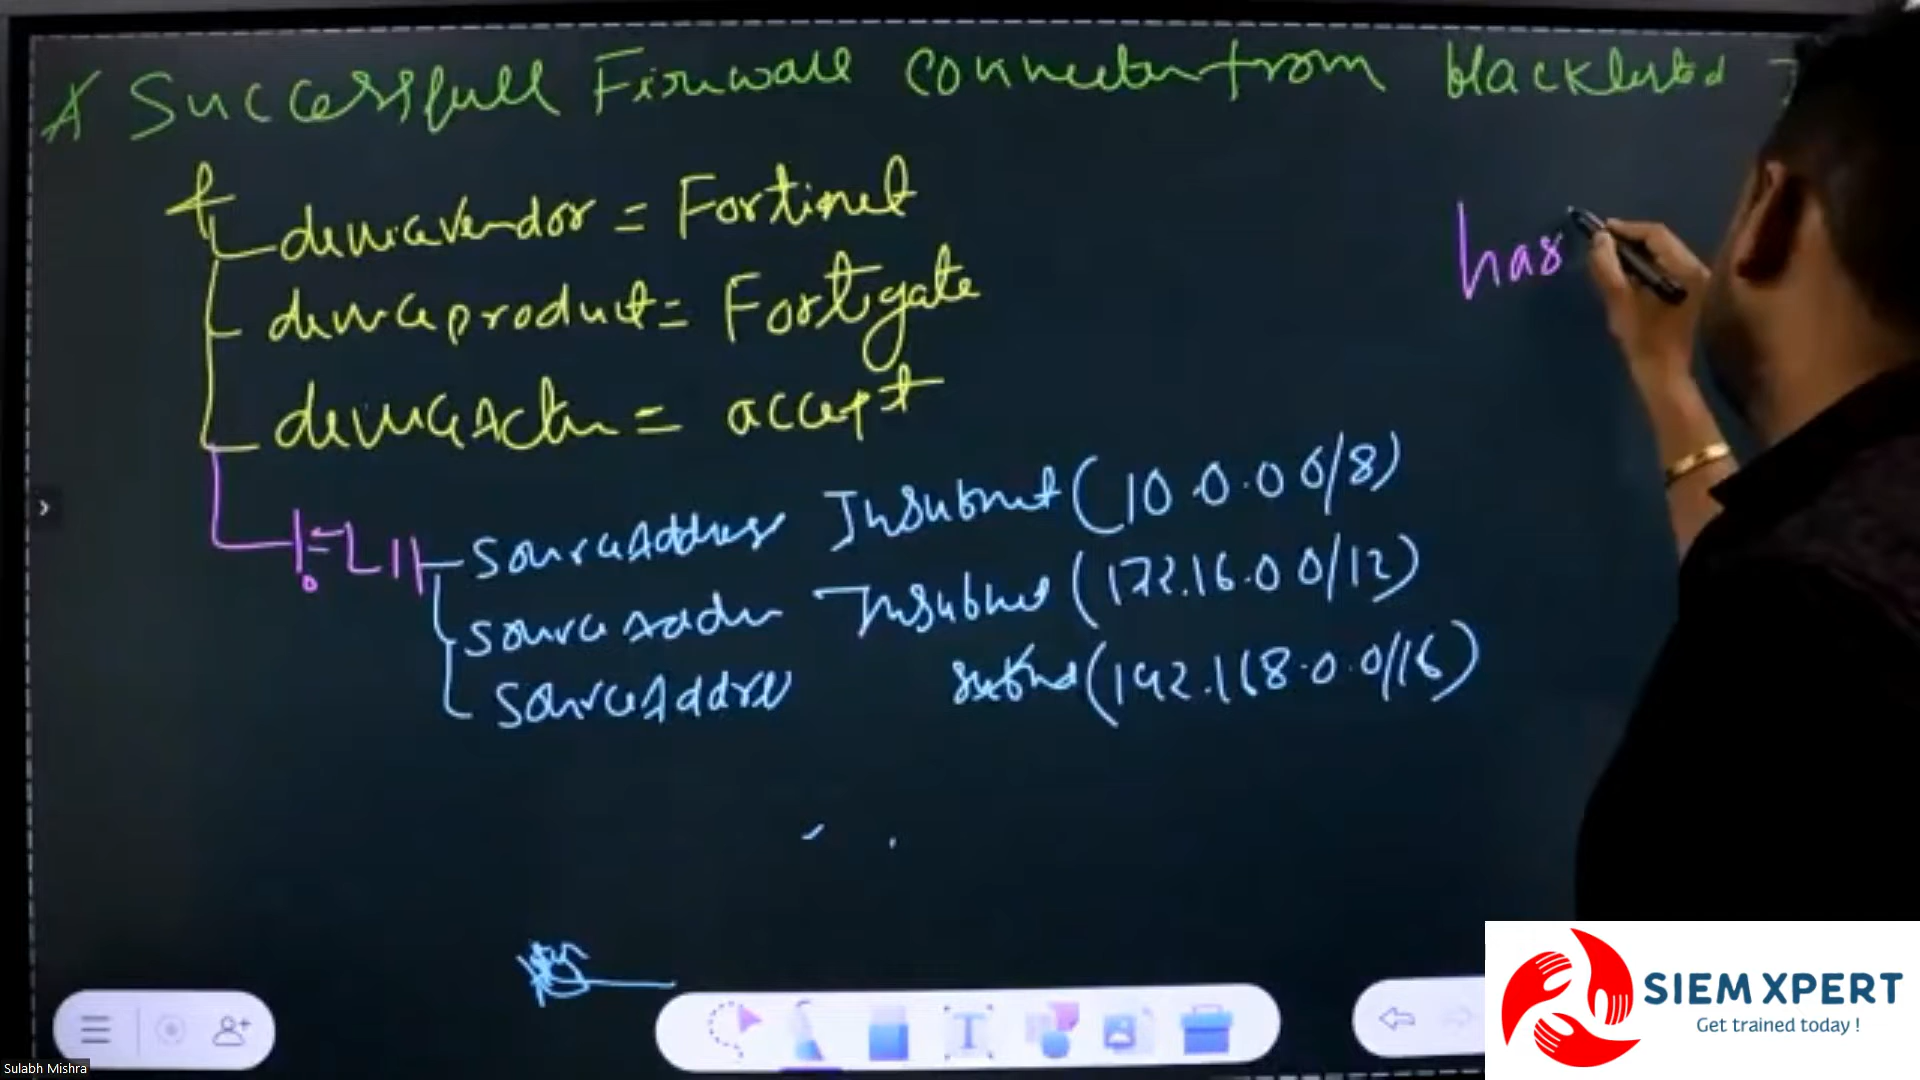 A Successfull Firewall connection from blacklisted
& devicevendor = Fortinet
has
deviceproduct = Fortigate
deviceAction = accept
! || SourceAddress InSubnet (10.0.0.0/8)
SourceAddre InSubnet (172.16.0.0/12)
SourceAddre Subnet (192.168.0.0/16)
SIEM XPERT
Get trained today !
Sulabh Mishra